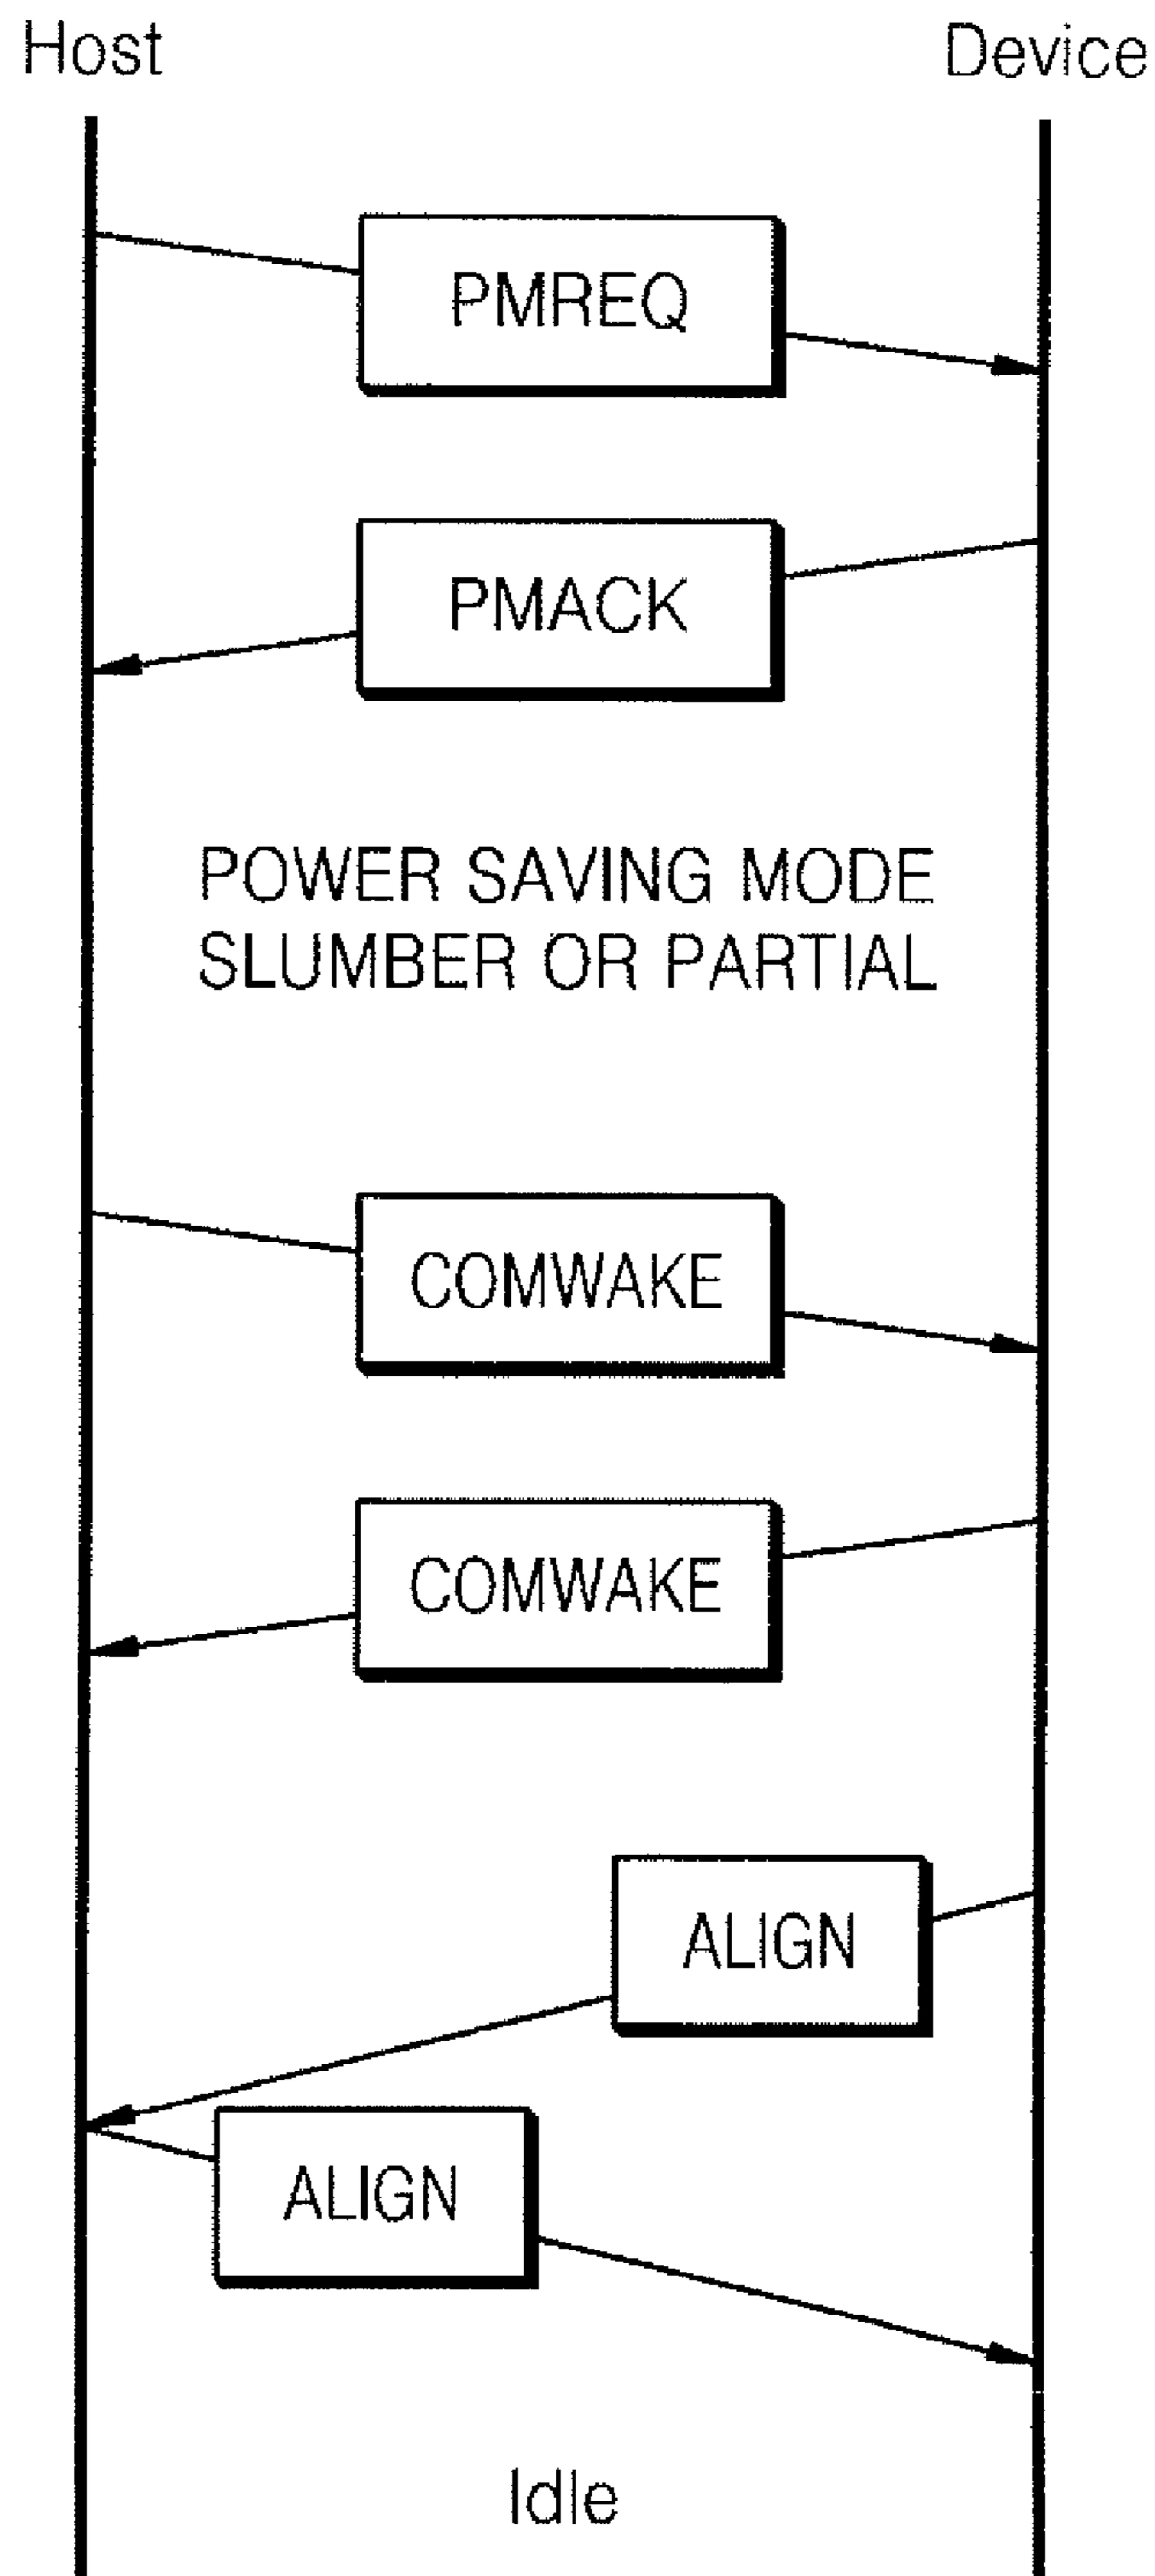 Host
Device
PMREQ
PMACK
POWER SAVING MODE
SLUMBER OR PARTIAL
COMWAKE
COMWAKE
ALIGN
ALIGN
Idle